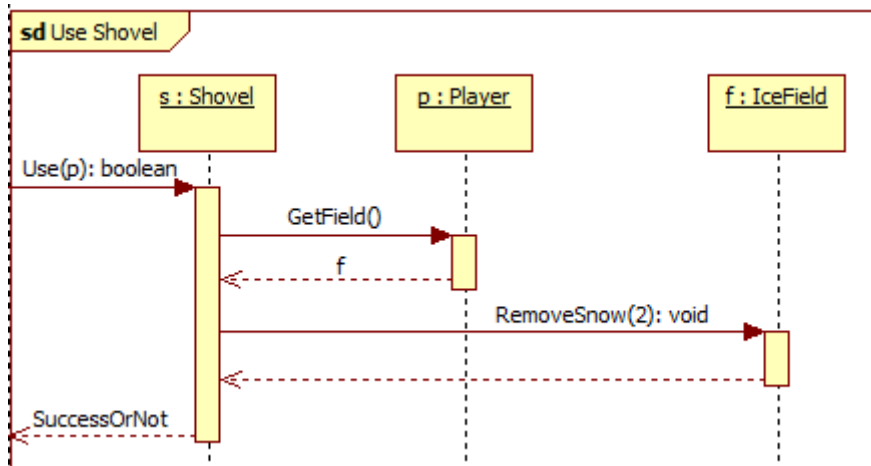 sd Use Shovel
s : Shovel
p : Player
f : IceField
Use(p): boolean
GetField()
f
RemoveSnow(2): void
SuccessOrNot